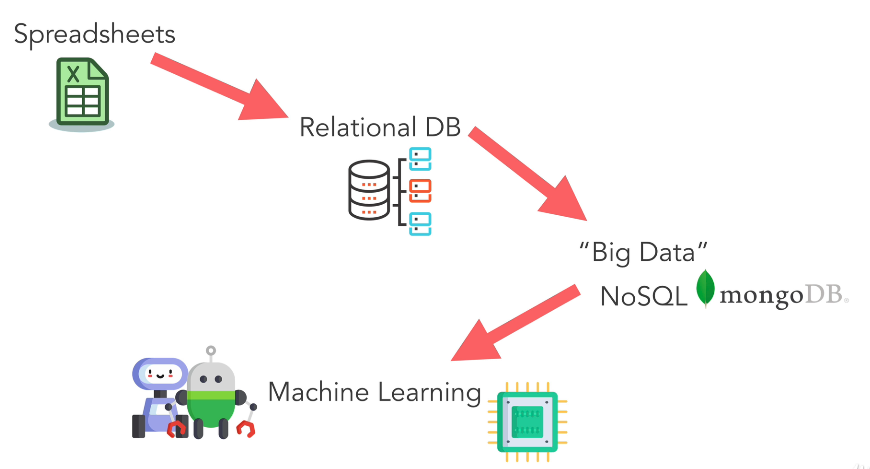 Spreadsheets
X
Relational DB
“Big Data”
NoSQL mongoDB®
Machine Learning